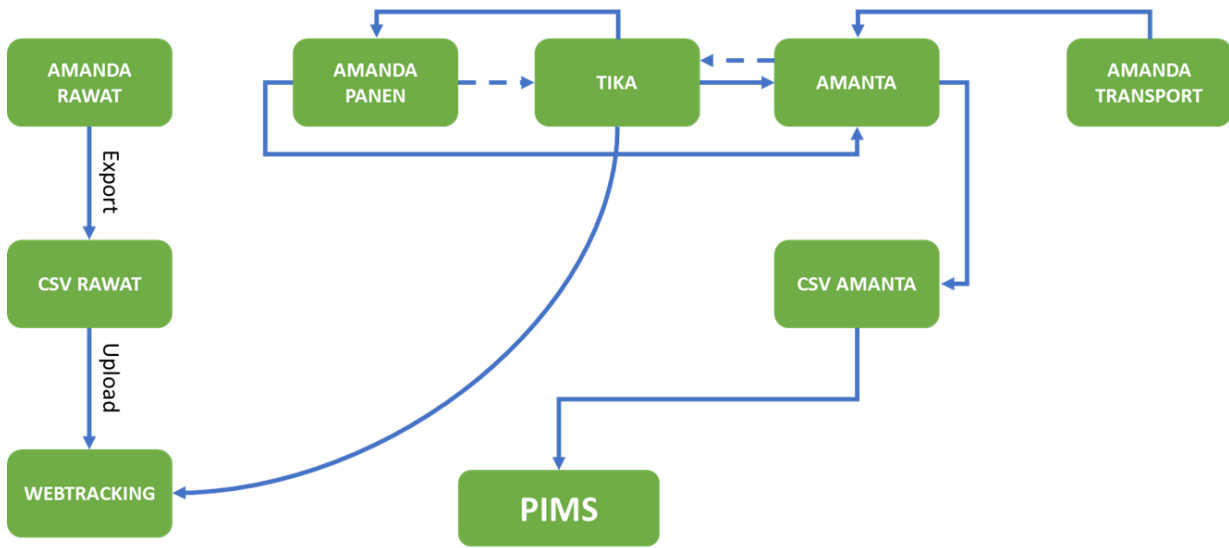 AMANDA
RAWAT
AMANDA
PANEN
TIKA
AMANTA
AMANDA
TRANSPORT
Export
CSV RAWAT
CSV AMANTA
Upload
WEBTRACKING
PIMS